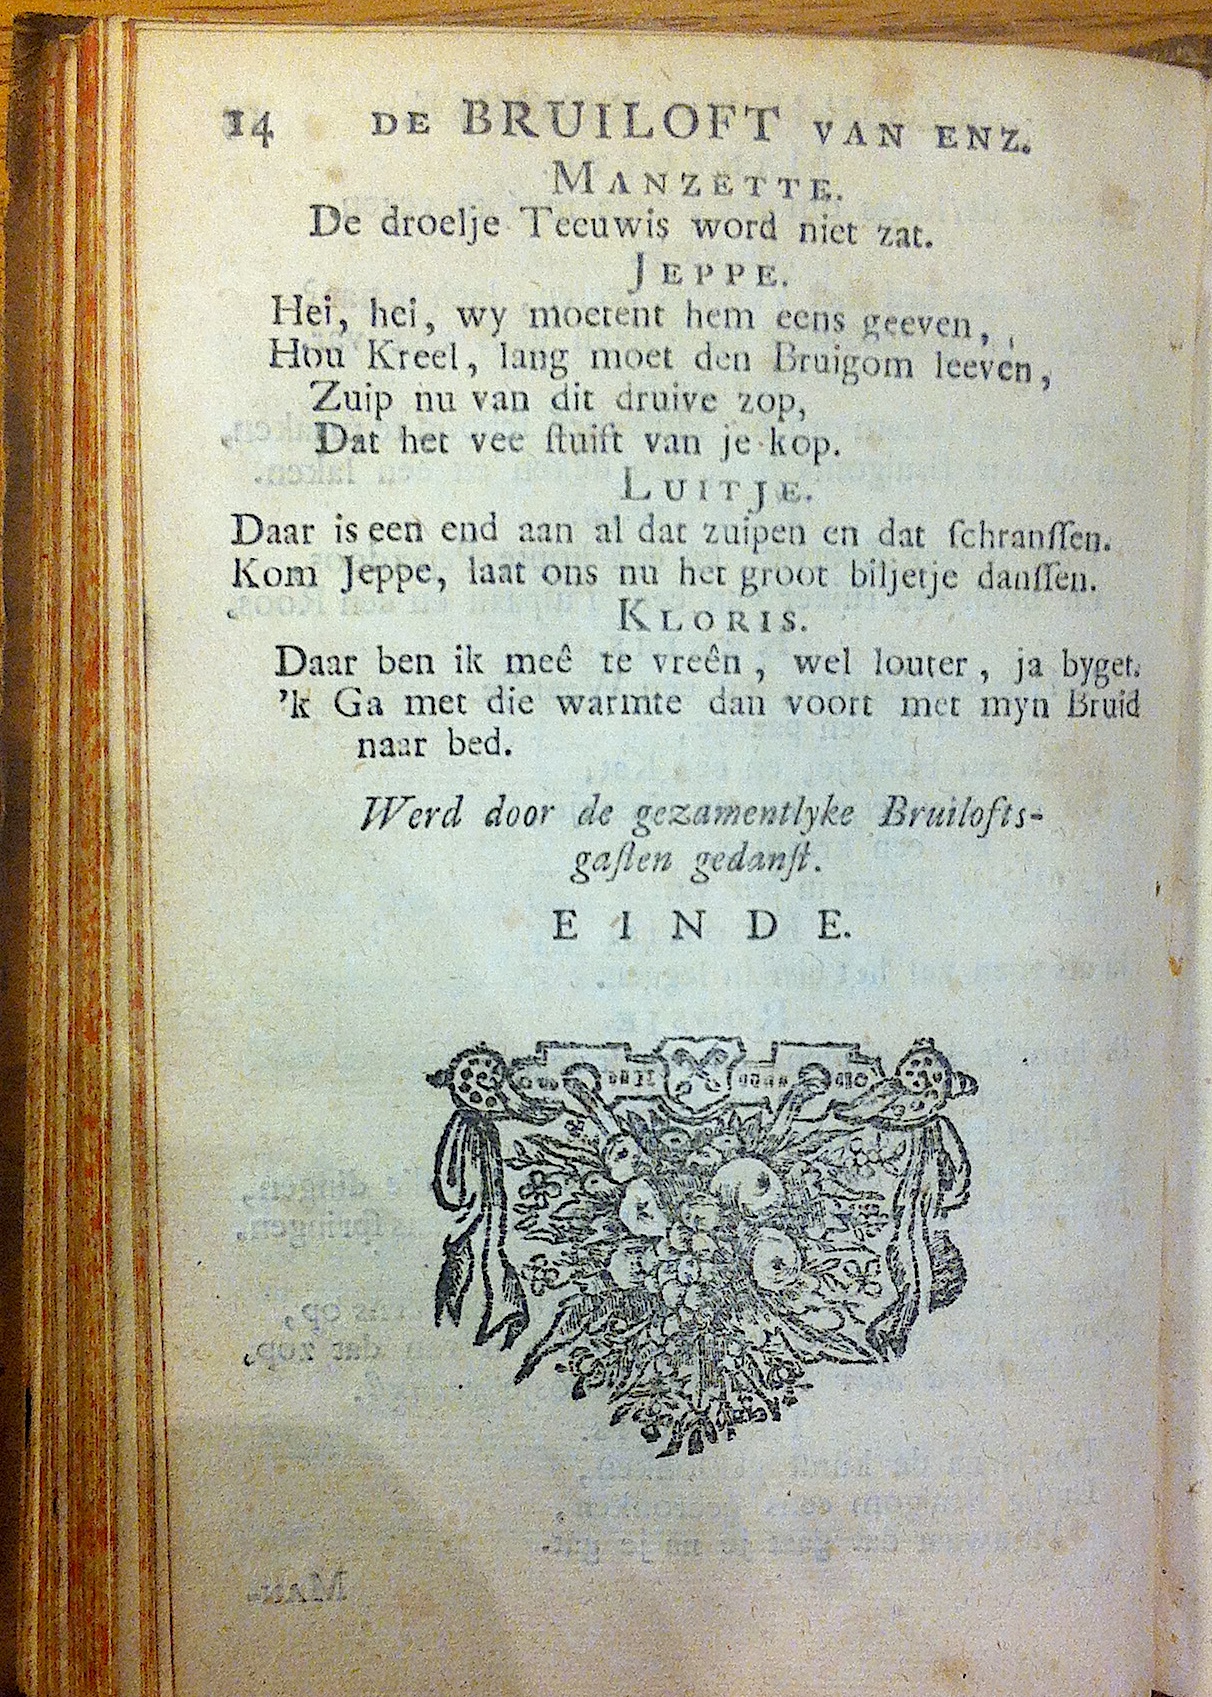 14 DE BRUILOFT VAN ENZ.
MANZETTE.
De droelje Teeuwis word niet zat.
JEPPE.
Hei, hei, wy moetent hem eens geeven,
Hou Kreel, lang moet den Bruigom leeven,
Zuip nu van dit druive zop,
Dat het vee ſtuiſt van je kop.
LUITJE.
Daar is een end aan al dat zuipen en dat ſchranſſen.
Kom Jeppe, laat ons nu het groot biljetje danſſen.
KLORIS.
Daar ben ik meê te vreên, wel louter, ja byget.
'k Ga met die warmte dan voort met myn Bruid
naar bed.
Werd door de gezamentlyke Bruilofts-
gaſten gedanſt.
EINDE.